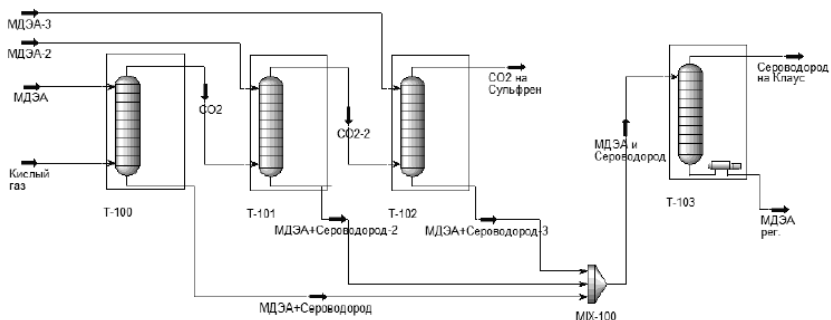 МДЭА-3
МДЭА-2
МДЭА
Кислый
газ
T-100
CO2
T-101
CO2-2
T-102
CO2 на
Сульфрен
МДЭА+Сероводород-2
МДЭА+Сероводород-3
МДЭА+Сероводород
MIX-100
МДЭА и
Сероводород
T-103
Сероводород
на Клаус
МДЭА
рег.